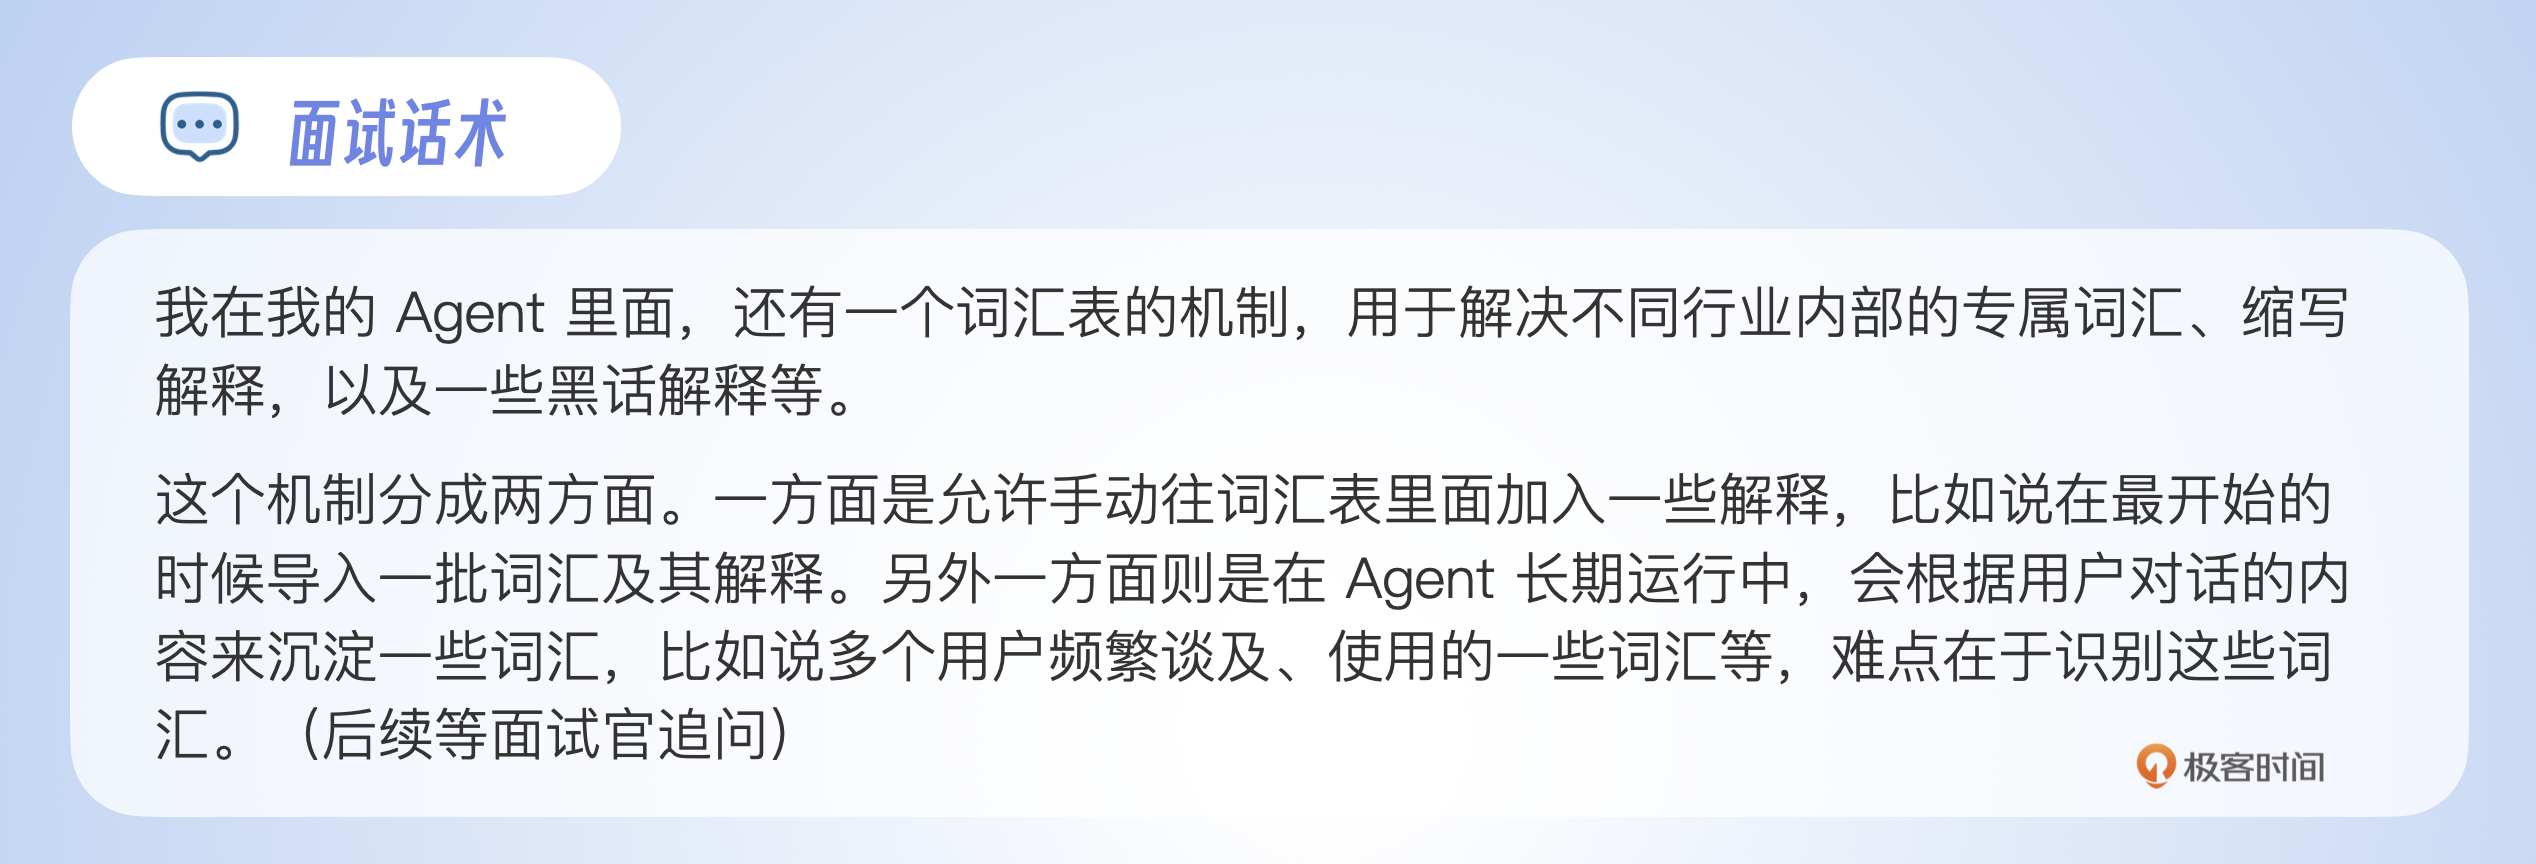 面试话术
我在我的 Agent 里面，还有一个词汇表的机制，用于解决不同行业内部的专属词汇、缩写
解释，以及一些黑话解释等。
这个机制分成两方面。一方面是允许手动往词汇表里面加入一些解释，比如说在最开始的
时候导入一批词汇及其解释。另外一方面则是在 Agent 长期运行中，会根据用户对话的内
容来沉淀一些词汇，比如说多个用户频繁谈及、使用的一些词汇等，难点在于识别这些词
汇。（后续等面试官追问）
极客时间